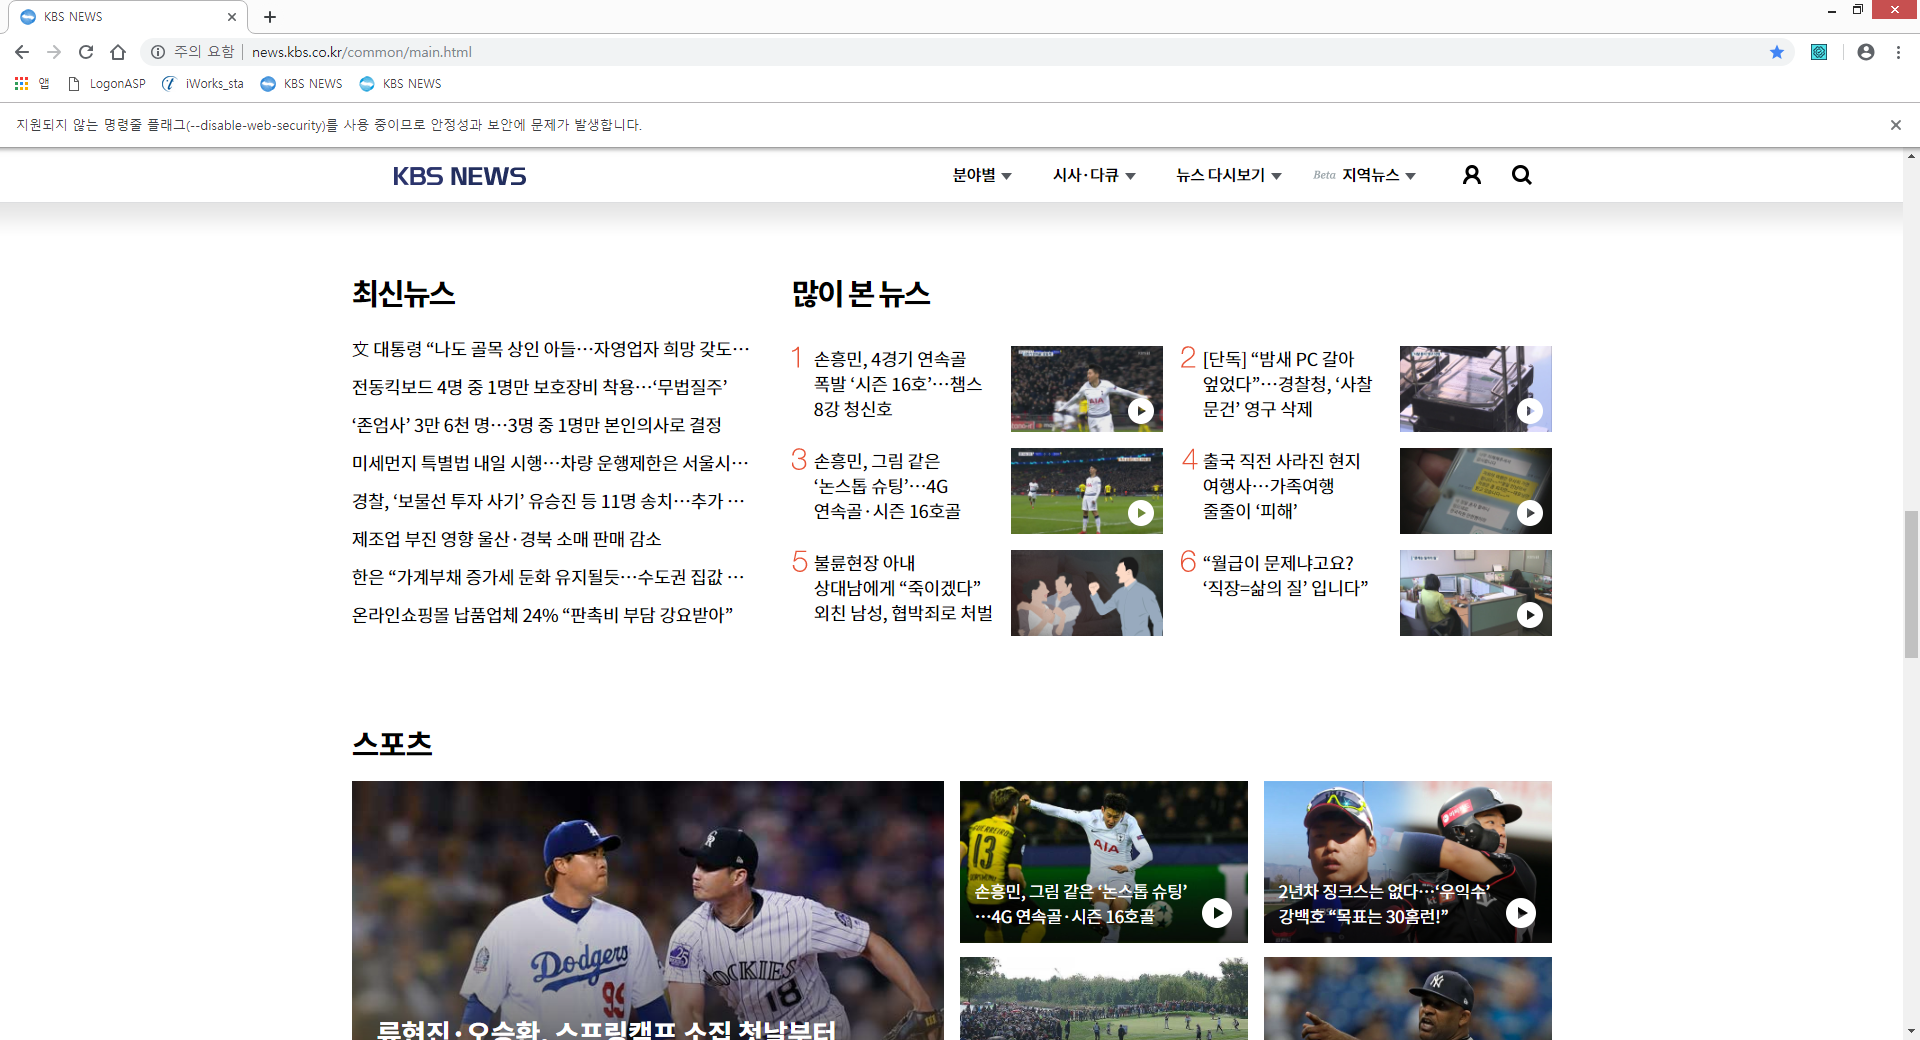 KBS NEWS
주의 요함
news.kbs.co.kr/common/main.html
앱
LogonASP
iWorks_sta
KBS NEWS
KBS NEWS
지원되지 않는 명령줄 플래그(--disable-web-security)를 사용 중이므로 안정성과 보안에 문제가 발생합니다.
KBS NEWS
분야별
시사·다큐
뉴스 다시보기
Beta 지역뉴스
최신뉴스
文 대통령 “나도 골목 상인 아들…자영업자 희망 갖도…
전동킥보드 4명 중 1명만 보호장비 착용…‘무법질주’
‘존엄사’ 3만 6천 명…3명 중 1명만 본인의사로 결정
미세먼지 특별법 내일 시행…차량 운행제한은 서울시…
경찰, ‘보물선 투자 사기’ 유승진 등 11명 송치…추가 …
제조업 부진 영향 울산·경북 소매 판매 감소
한은 “가계부채 증가세 둔화 유지될듯…수도권 집값 …
온라인쇼핑몰 납품업체 24% “판촉비 부담 강요받아”
많이 본 뉴스
1 손흥민, 4경기 연속골
폭발 ‘시즌 16호’…챔스
8강 청신호
AIA
2 [단독] “밤새 PC 갈아
엎었다”…경찰청, ‘사찰
문건’ 영구 삭제
3 손흥민, 그림 같은
‘논스톱 슈팅’…4G
연속골·시즌 16호골
4 출국 직전 사라진 현지
여행사…가족여행
줄줄이 ‘피해’
5 불륜현장 아내
상대남에게 “죽이겠다”
외친 남성, 협박죄로 처벌
6 “월급이 문제냐고요?
‘직장=삶의 질’ 입니다”
스포츠
LA
Dodgers
99
ROCKIES
18
류현진·오승환, 스프링캠프 소집 첫날부터
GUERREIRO
13
AIA
손흥민, 그림 같은 ‘논스톱 슈팅’
…4G 연속골·시즌 16호골
2년차 징크스는 없다…‘우익수’
강백호 “목표는 30홈런!”
NY